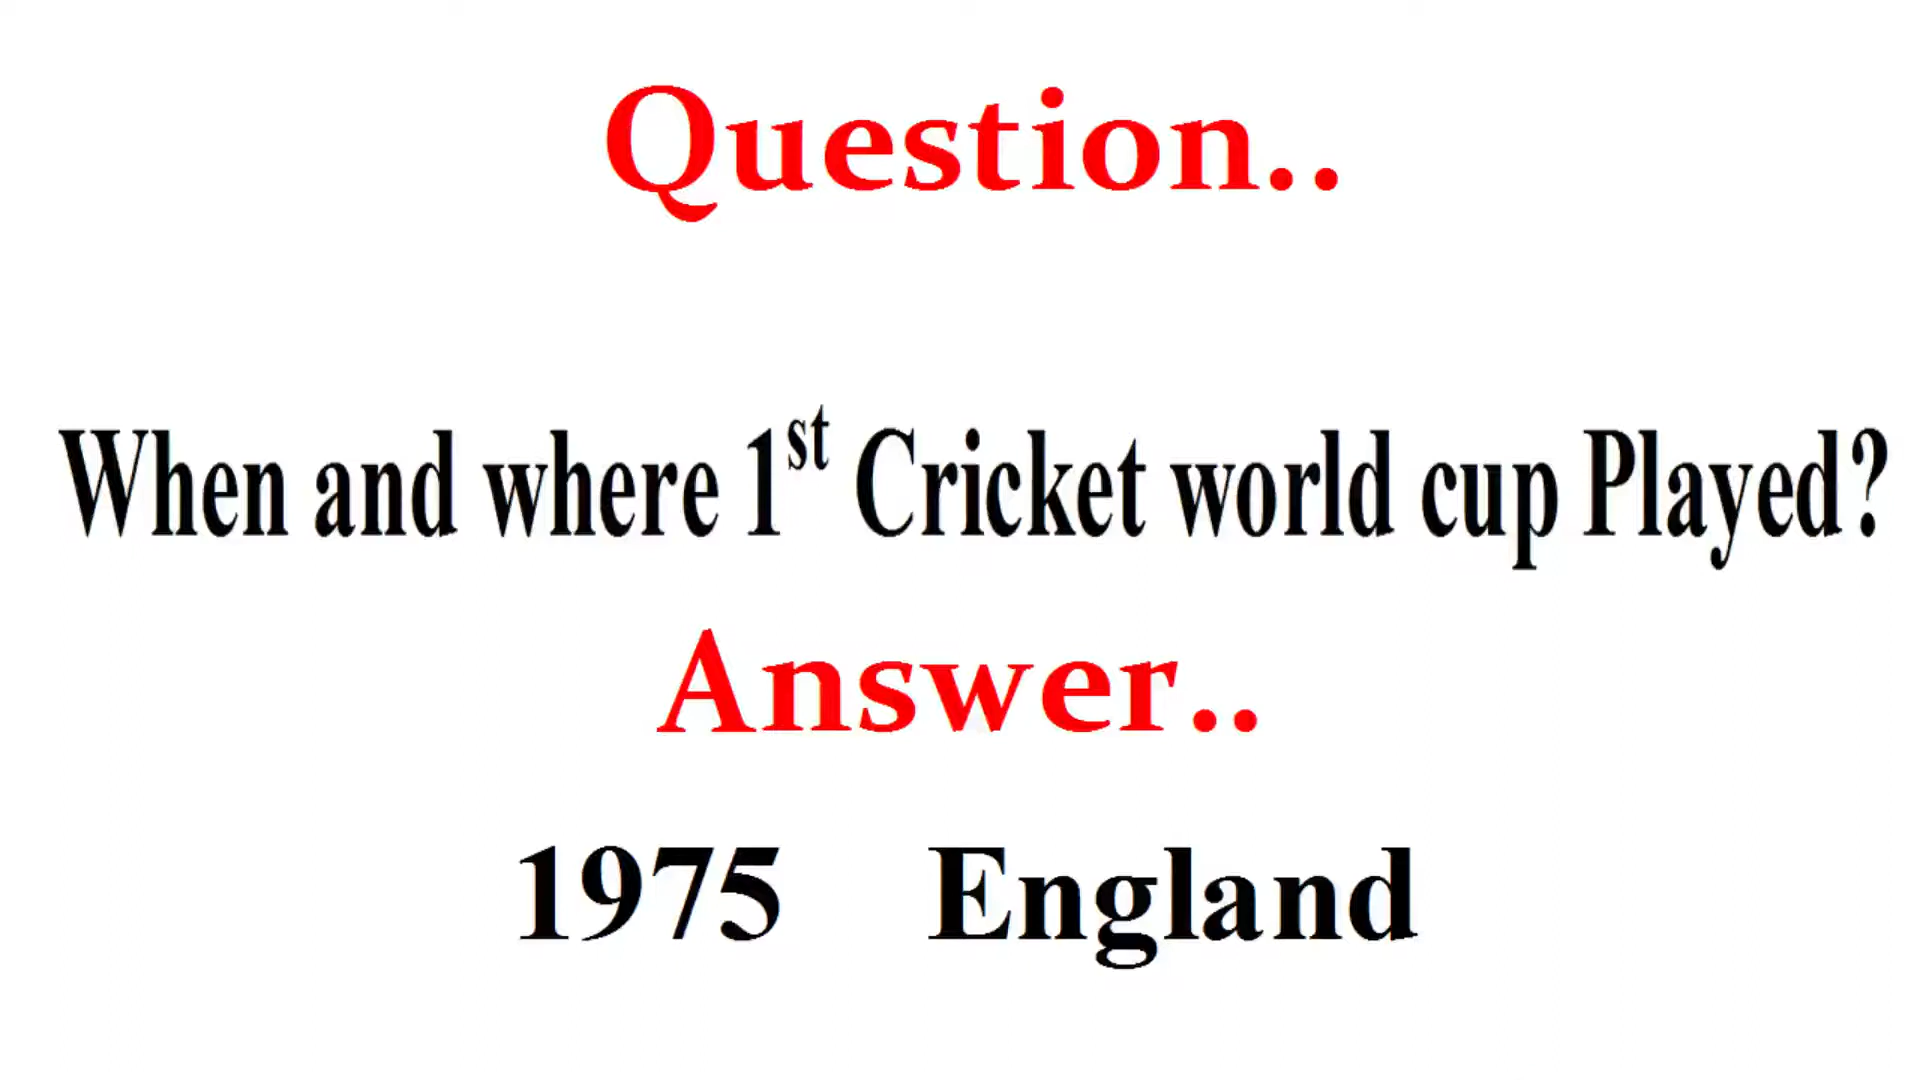 Question..
When and where 1st Cricket world cup Played?
Answer..
1975 England